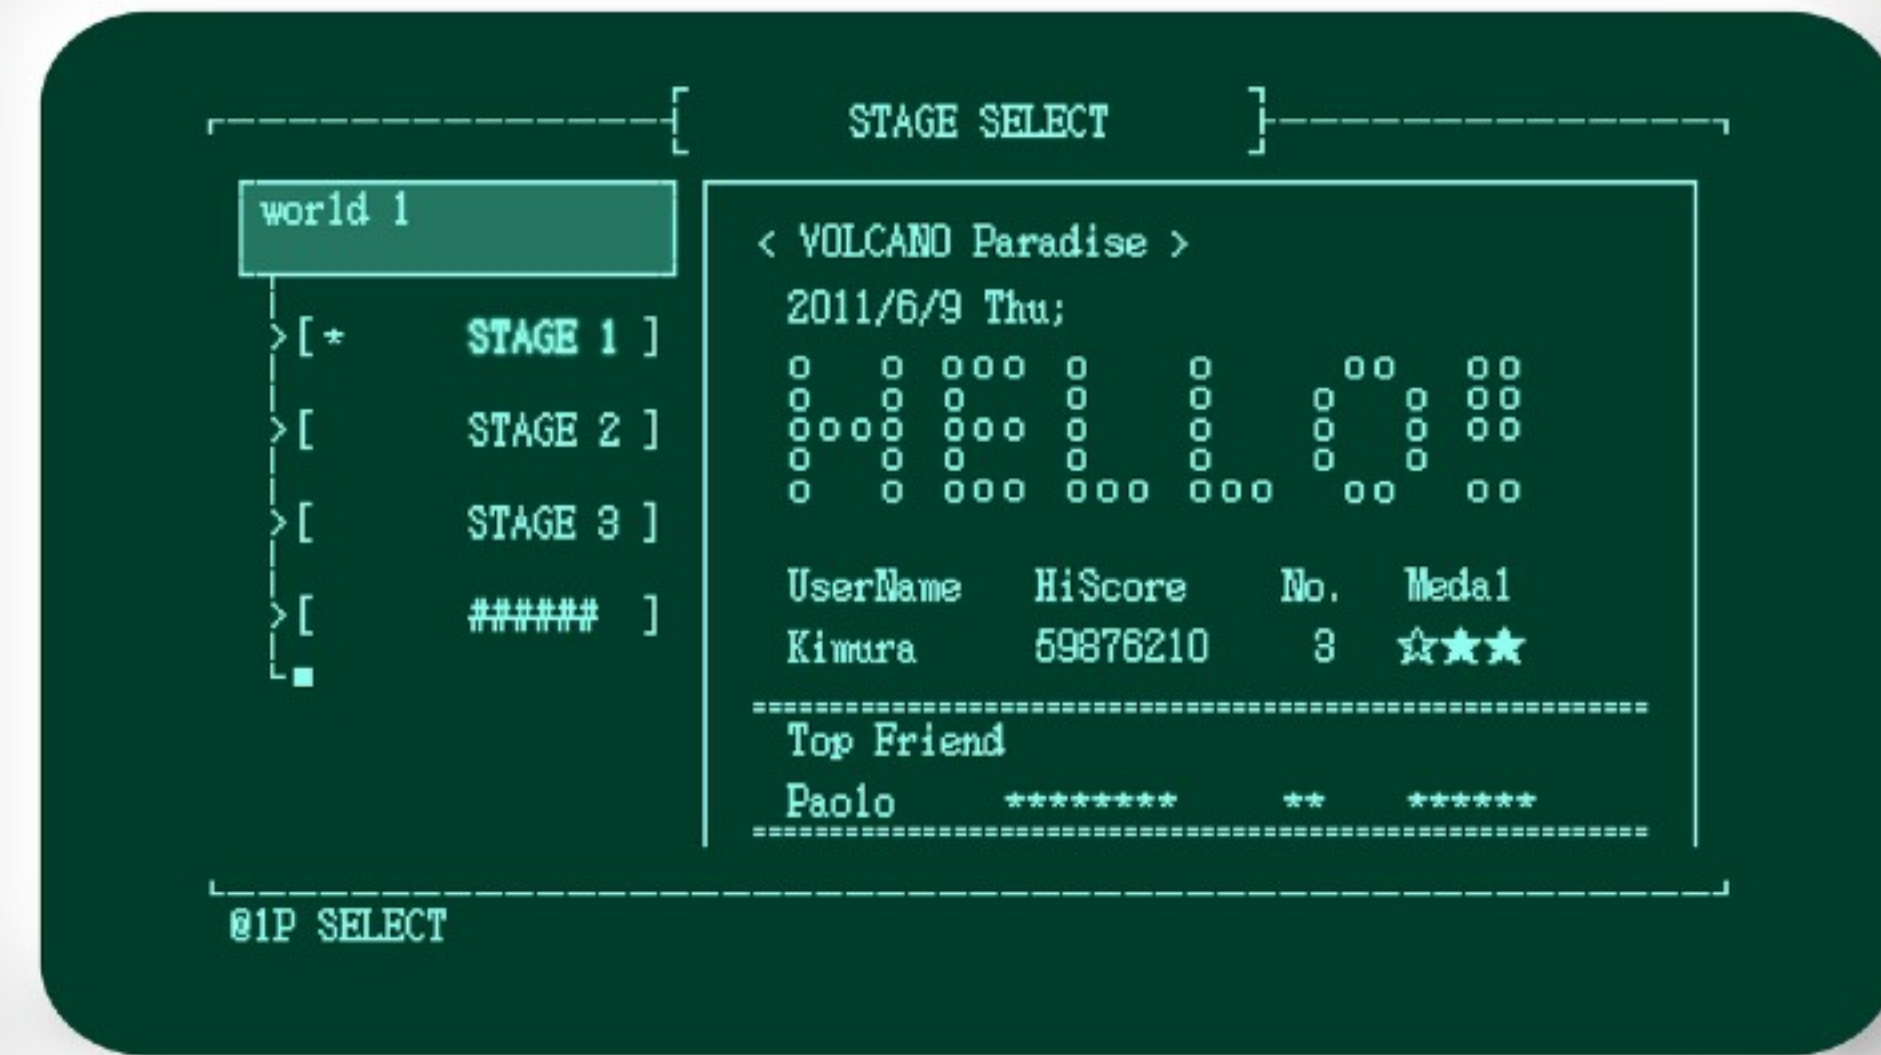 STAGE SELECT
world 1
>[*      STAGE 1 ]
>[       STAGE 2 ]
>[       STAGE 3 ]
>[       ###### ]
< VOLCANO Paradise >
2011/6/9 Thu;
HELLO!!
UserName HiScore No. Medal
Kimura 59876210 3 ☆★★
Top Friend
Paolo ******** ** ******
@1P SELECT